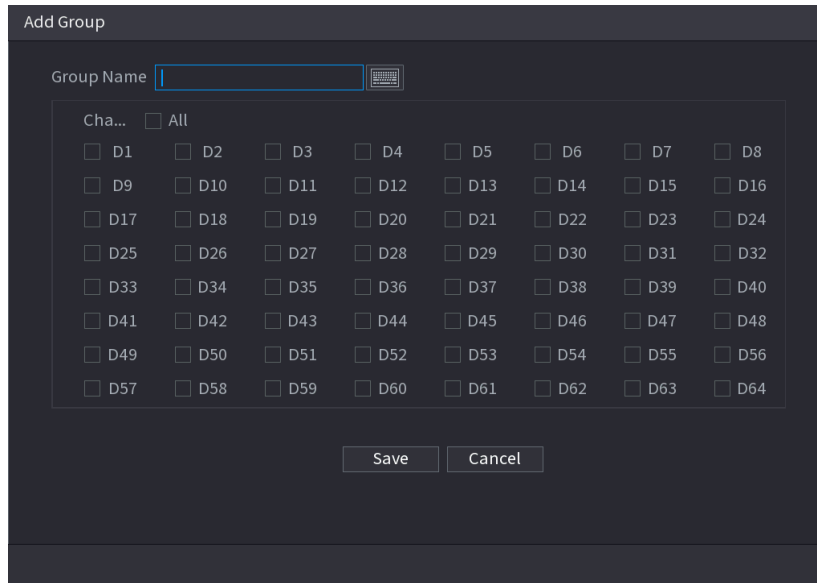 Add Group
Group Name
Cha... All
D1 D2 D3 D4 D5 D6 D7 D8
D9 D10 D11 D12 D13 D14 D15 D16
D17 D18 D19 D20 D21 D22 D23 D24
D25 D26 D27 D28 D29 D30 D31 D32
D33 D34 D35 D36 D37 D38 D39 D40
D41 D42 D43 D44 D45 D46 D47 D48
D49 D50 D51 D52 D53 D54 D55 D56
D57 D58 D59 D60 D61 D62 D63 D64
Save Cancel